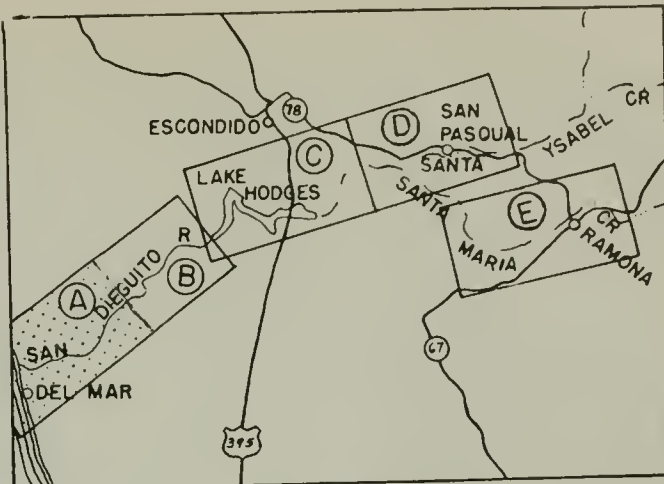 ESCONDIDO
78
D
SAN
PASQUAL
CR
YSABEL
SANTA
C
LAKE
HODGES
SANTA
MARIA
E
CR
RAMONA
R
DIEGUITO
B
A
SAN
DEL MAR
67
395